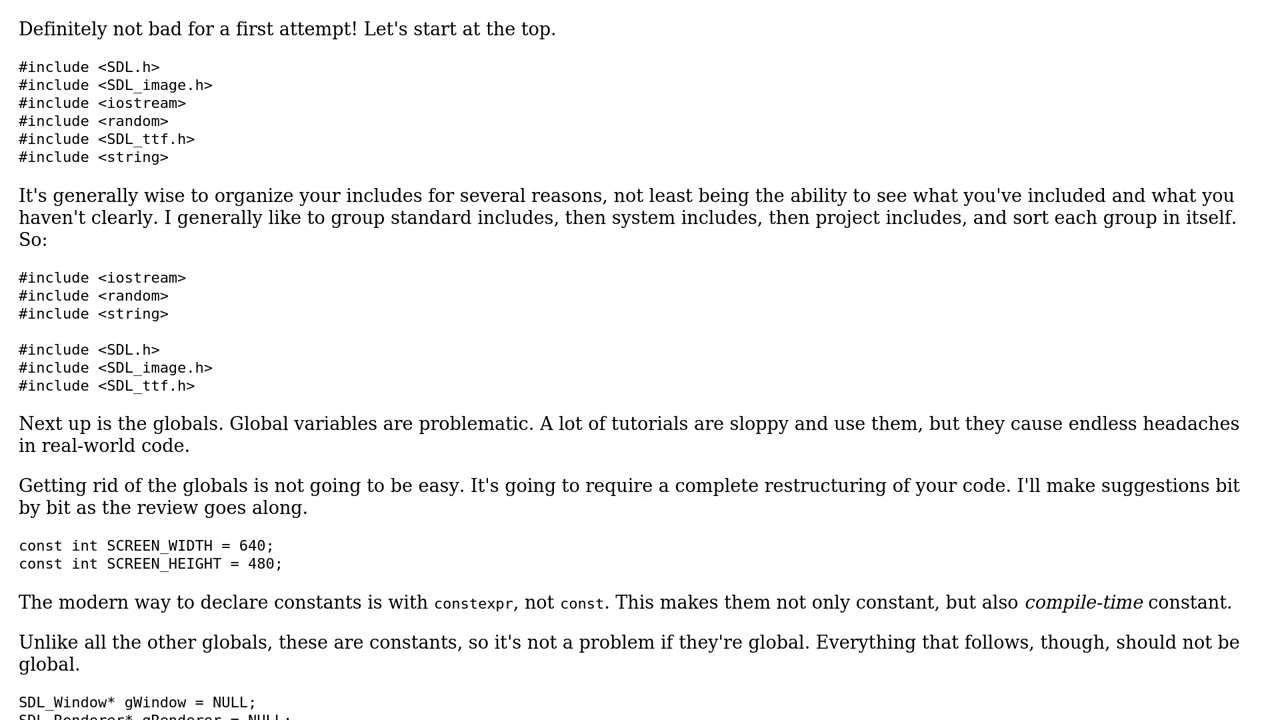 Definitely not bad for a first attempt! Let's start at the top.
#include <SDL.h>
#include <SDL_image.h>
#include <iostream>
#include <random>
#include <SDL_ttf.h>
#include <string>
It's generally wise to organize your includes for several reasons, not least being the ability to see what you've included and what you
haven't clearly. I generally like to group standard includes, then system includes, then project includes, and sort each group in itself.
So:
#include <iostream>
#include <random>
#include <string>
#include <SDL.h>
#include <SDL_image.h>
#include <SDL_ttf.h>
Next up is the globals. Global variables are problematic. A lot of tutorials are sloppy and use them, but they cause endless headaches
in real-world code.
Getting rid of the globals is not going to be easy. It's going to require a complete restructuring of your code. I'll make suggestions bit
by bit as the review goes along.
const int SCREEN_WIDTH = 640;
const int SCREEN_HEIGHT = 480;
The modern way to declare constants is with constexpr, not const. This makes them not only constant, but also compile-time constant.
Unlike all the other globals, these are constants, so it's not a problem if they're global. Everything that follows, though, should not be
global.
SDL_Window* gWindow = NULL;
SDL_Renderer* gRenderer = NULL;